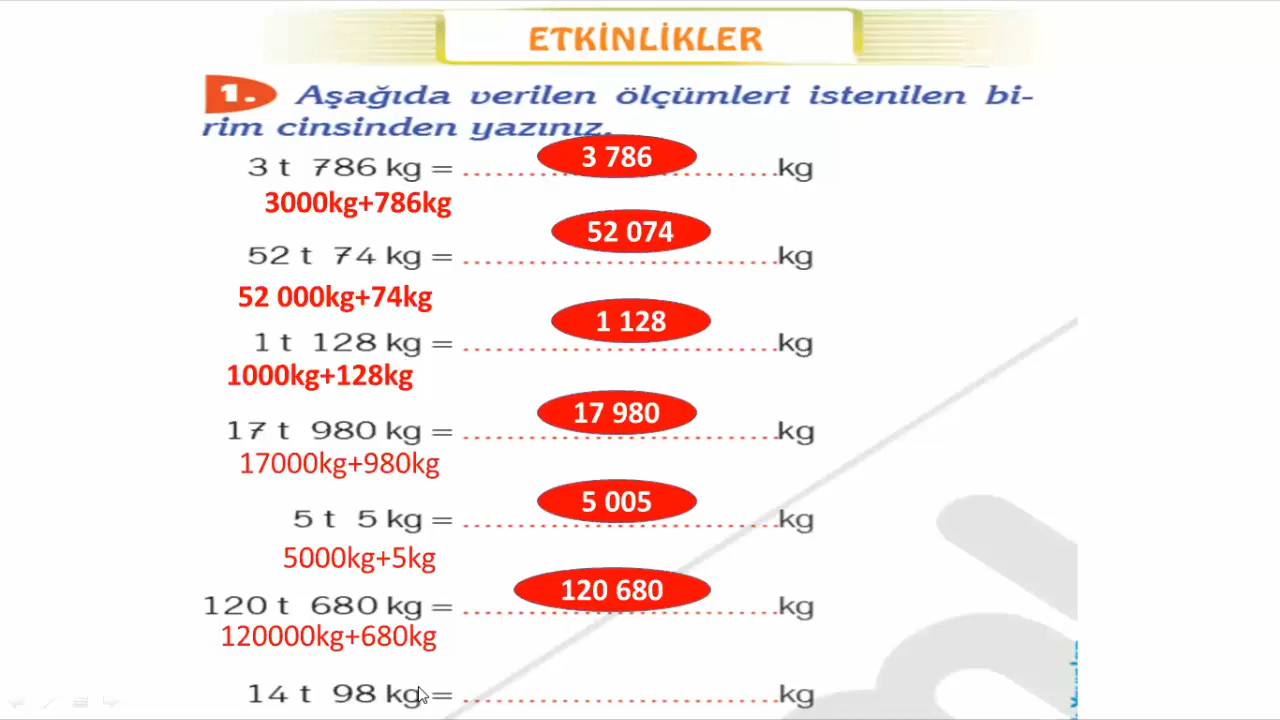 ETKİNLİKLER
1. Aşağıda verilen ölçümleri istenilen bi-
rim cinsinden yazınız.
3 t 786 kg = 3 786 kg
3000kg+786kg
52 t 74 kg = 52 074 kg
52 000kg+74kg
1 t 128 kg = 1 128 kg
1000kg+128kg
17 t 980 kg = 17 980 kg
17000kg+980kg
5 t 5 kg = 5 005 kg
5000kg+5kg
120 t 680 kg = 120 680 kg
120000kg+680kg
14 t 98 kg = ........................... kg